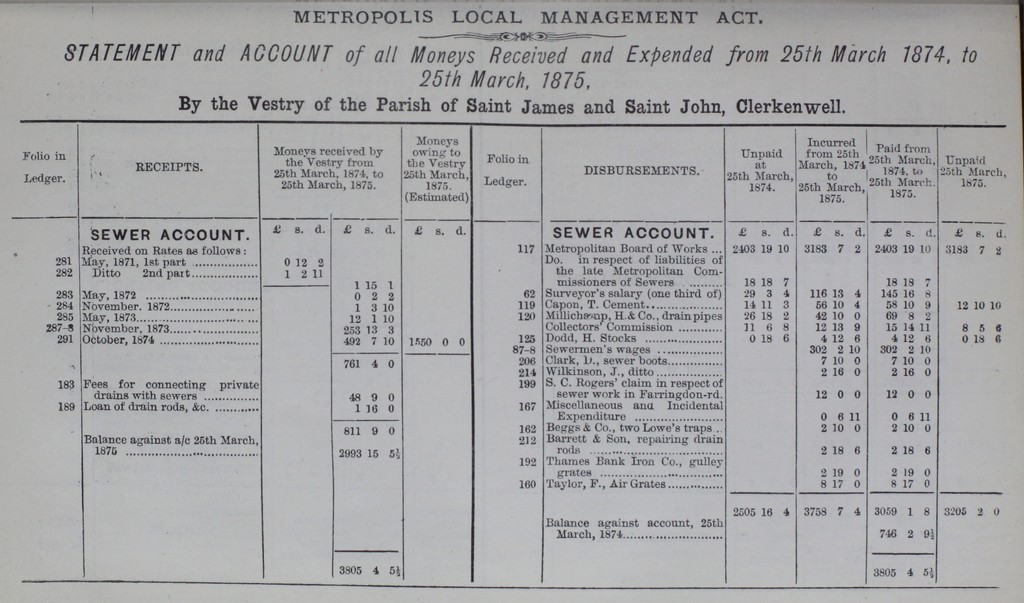 METROPOLIS LOCAL MANAGEMENT ACT.
STATEMENT and ACCOUNT of all Moneys Received and Expended from 25th March 1874, to
25th March, 1875,
By the Vestry of the Parish of Saint James and Saint John, Clerkenwell.
Folio in Ledger. RECEIPTS. Moneys received by the Vestry from 25th March, 1874, to 25th March, 1875. Moneys owing to the Vestry 25th March, 1875. (Estimated)
£ s. d. £ s. d. £ s. d.
SEWER ACCOUNT.
Received on Rates as follows:
281 May, 1871, 1st part 0 12 2
282 Ditto 2nd part 1 2 11
1 15 1
283 May, 1872 0 2 2
284 November. 1872 1 3 10
285 May, 1873 12 1 10
287-8 November, 1873 253 13 3
291 October, 1874 492 7 10 1550 0 0
761 4 0
183 Fees for connecting private
drains with sewers 48 9 0
189 Loan of drain rods, &c. 1 16 0
811 9 0
Balance against a/c 25th March,
1875 2993 15 5½
3805 4 5½
Folio in Ledger. DISBURSEMENTS. Unpaid at 25th March, 1874. Incurred from 25th March, 1874 to 25th March, 1875. Paid from 25th March, 1874, to 25th March. 1875. Unpaid 25th March, 1875.
£ s. d. £ s. d. £ s. d. £ s. d.
SEWER ACCOUNT.
117 Metropolitan Board of Works ... 2403 19 10 3183 7 2 2403 19 10 3183 7 2
Do. in respect of liabilities of
the late Metropolitan Com-
missioners of Sewers 18 18 7 18 18 7
62 Surveyor's salary (one third of) 29 3 4 116 13 4 145 16 8
119 Capon, T. Cement 14 11 3 56 10 4 58 10 9 12 10 10
120 Millichamp, H. & Co., drain pipes 26 18 2 42 10 0 69 8 2
Collectors' Commission 11 6 8 12 13 9 15 14 11 8 5 6
125 Dodd, H. Stocks 0 18 6 4 12 6 4 12 6 0 18 6
87-8 Sewermen's wages 302 2 10 302 2 10
206 Clark, D., sewer boots 7 10 0 7 10 0
214 Wilkinson, J., ditto 2 16 0 2 16 0
199 S. C. Rogers' claim in respect of
sewer work in Farringdon-rd. 12 0 0 12 0 0
167 Miscellaneous and Incidental
Expenditure 0 6 11 0 6 11
162 Beggs & Co., two Lowe's traps .. 2 10 0 2 10 0
212 Barrett & Son, repairing drain
rods 2 18 6 2 18 6
192 Thames Bank Iron Co., gulley
grates 2 19 0 2 19 0
160 Taylor, F., Air Grates 8 17 0 8 17 0
2505 16 4 3758 7 4 3059 1 8 3205 2 0
Balance against account, 25th
March, 1874 746 2 9½
3805 4 5½